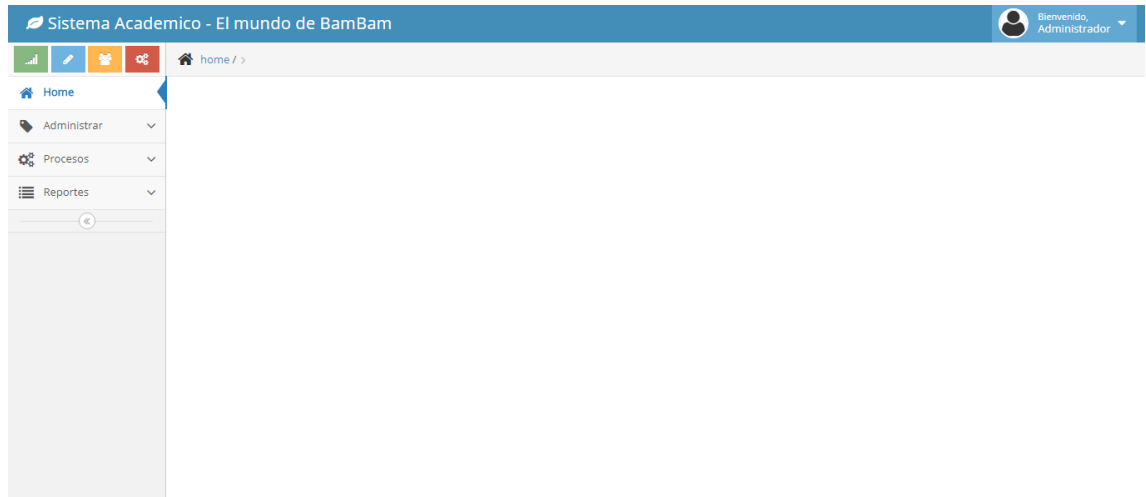 Sistema Academico - El mundo de BamBam
Bienvenido,
Administrador
home / >
Home
Administrar
Procesos
Reportes